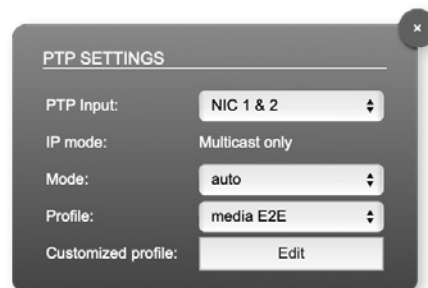 ×
PTP SETTINGS
PTP Input: NIC 1 & 2
IP mode: Multicast only
Mode: auto
Profile: media E2E
Customized profile: Edit